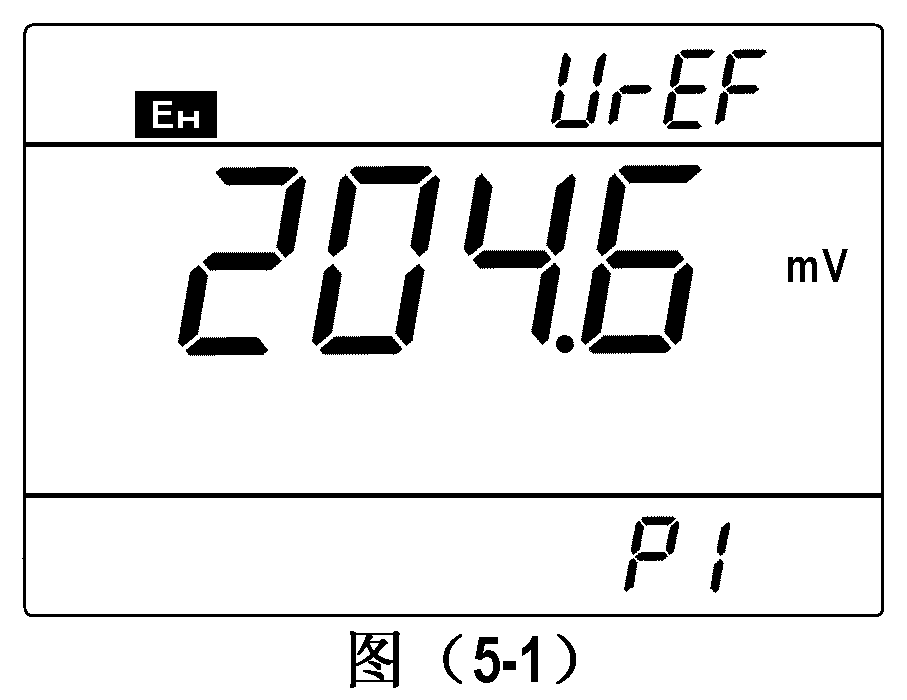 UrEF
EH
204.6 mV
P1
图（5-1）